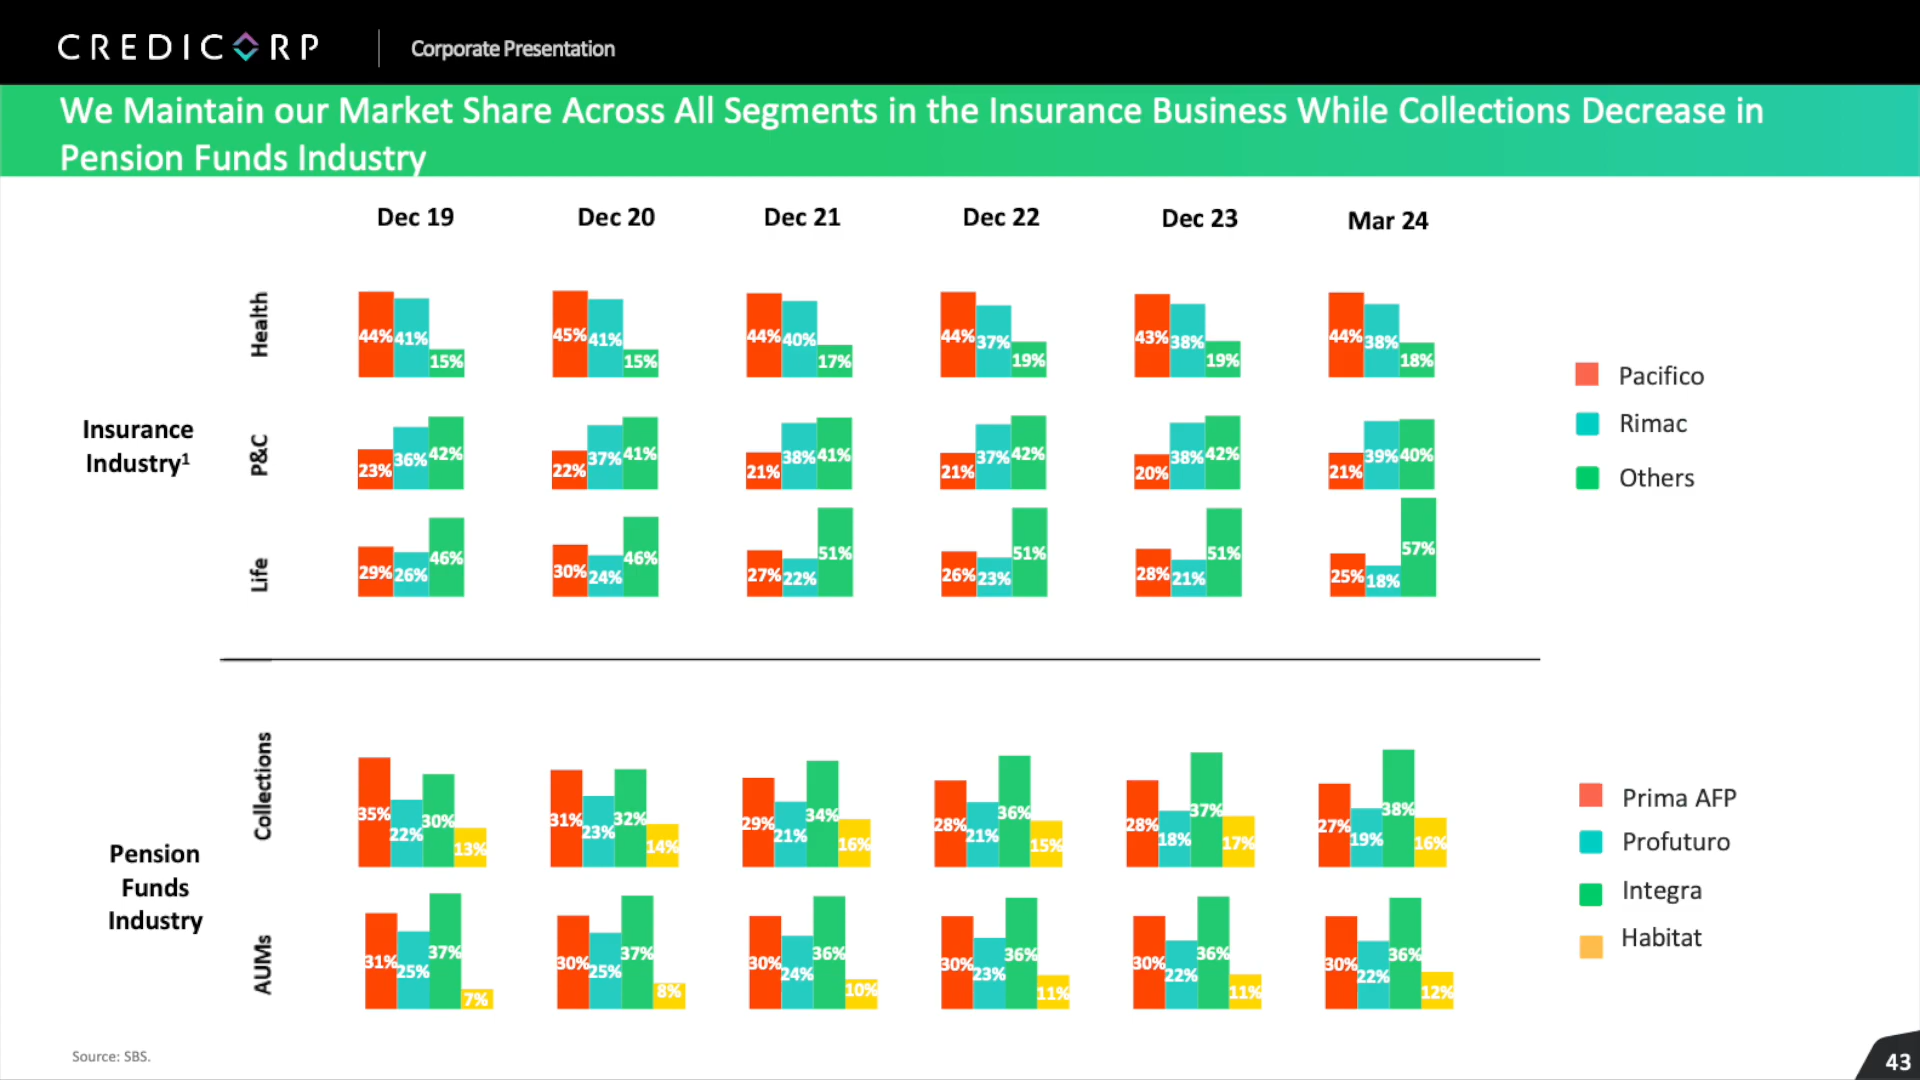 CREDICORP
Corporate Presentation
We Maintain our Market Share Across All Segments in the Insurance Business While Collections Decrease in
Pension Funds Industry
Dec 19 Dec 20 Dec 21 Dec 22 Dec 23 Mar 24
Insurance
Industry¹
Health
44% 41% 15% 45% 41% 15% 44% 40% 17% 44% 37% 19% 43% 38% 19% 44% 38% 18%
P&C
23% 36% 42% 22% 37% 41% 21% 38% 41% 21% 37% 42% 20% 38% 42% 21% 39% 40%
Life
29% 26% 46% 30% 24% 46% 27% 22% 51% 26% 23% 51% 28% 21% 51% 25% 18% 57%
Pacifico
Rimac
Others
Pension
Funds
Industry
Collections
35% 22% 30% 13% 31% 23% 32% 14% 29% 21% 34% 16% 28% 21% 36% 15% 28% 18% 37% 17% 27% 19% 38% 16%
AUMs
31% 25% 37% 7% 30% 25% 37% 8% 30% 24% 36% 10% 30% 23% 36% 11% 30% 22% 36% 11% 30% 22% 36% 12%
Prima AFP
Profuturo
Integra
Habitat
Source: SBS.
43